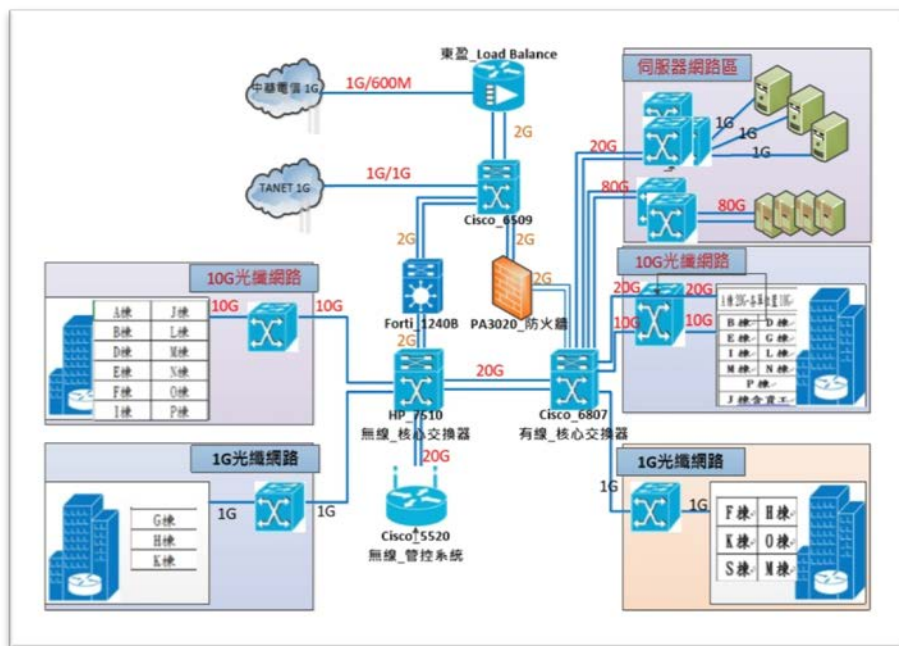 東盈_Load Balance
中華電信 1G
1G/600M
2G
TANET 1G
1G/1G
Cisco_6509
2G
2G
Forti_1240B
PA3020_防火牆
2G
2G
伺服器網路區
20G
1G
1G
1G
80G
80G
10G光纖網路
A棟 J棟
B棟 L棟
D棟 M棟
E棟 N棟
F棟 O棟
I棟 P棟
10G
10G
HP_7510
無線_核心交換器
20G
Cisco_6807
有線_核心交換器
10G光纖網路
20G
20G
10G
10G
B棟 D棟
E棟 G棟
I棟 L棟
M棟 N棟
P棟
J棟含資工
1G光纖網路
G棟
H棟
K棟
1G
1G
20G
Cisco_5520
無線_管控系統
1G光纖網路
1G
1G
F棟 H棟
K棟 O棟
S棟 M棟